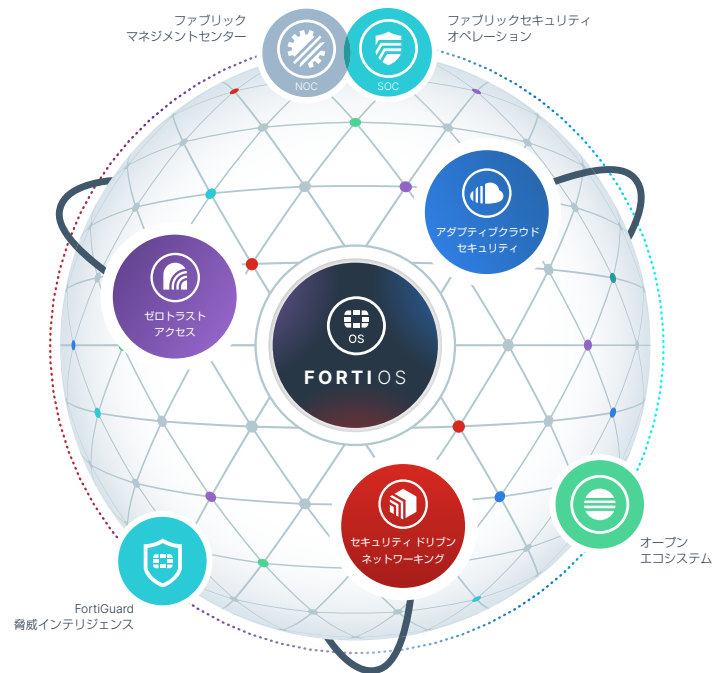 ファブリック
マネジメントセンター
ファブリックセキュリティ
オペレーション
NOC
SOC
アダプティブクラウド
セキュリティ
ゼロトラスト
アクセス
OS
FORTIOS
セキュリティ ドリブン
ネットワーキング
オープン
エコシステム
FortiGuard
脅威インテリジェンス